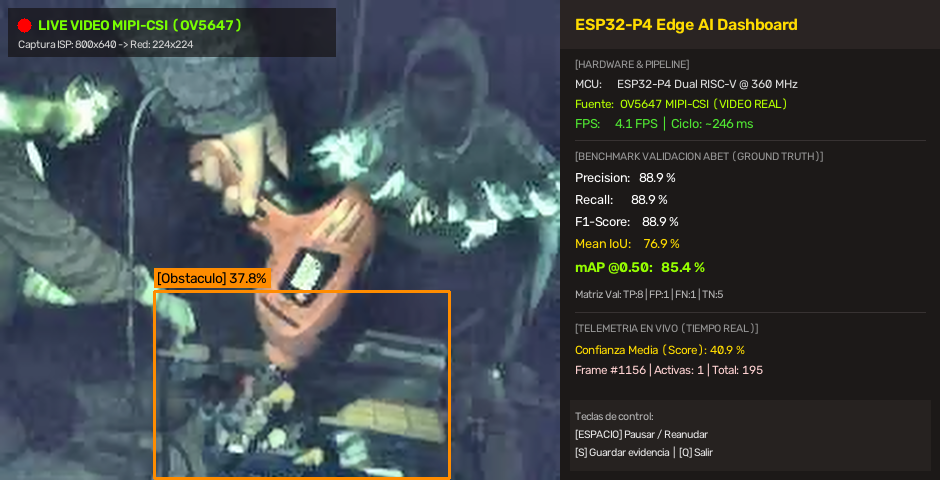 LIVE VIDEO MIPI-CSI (OV5647)
Captura ISP: 800x640 -> Red: 224x224
[Obstaculo] 37.8%
ESP32-P4 Edge AI Dashboard
[HARDWARE & PIPELINE]
MCU: ESP32-P4 Dual RISC-V @ 360 MHz
Fuente: OV5647 MIPI-CSI (VIDEO REAL)
FPS: 4.1 FPS | Ciclo: ~246 ms
[BENCHMARK VALIDACION ABET (GROUND TRUTH)]
Precision: 88.9 %
Recall: 88.9 %
F1-Score: 88.9 %
Mean IoU: 76.9 %
mAP @0.50: 85.4 %
Matriz Val: TP:8 | FP:1 | FN:1 | TN:5
[TELEMETRIA EN VIVO (TIEMPO REAL)]
Confianza Media (Score): 40.9 %
Frame #1156 | Activas: 1 | Total: 195
Teclas de control:
[ESPACIO] Pausar / Reanudar
[S] Guardar evidencia | [Q] Salir